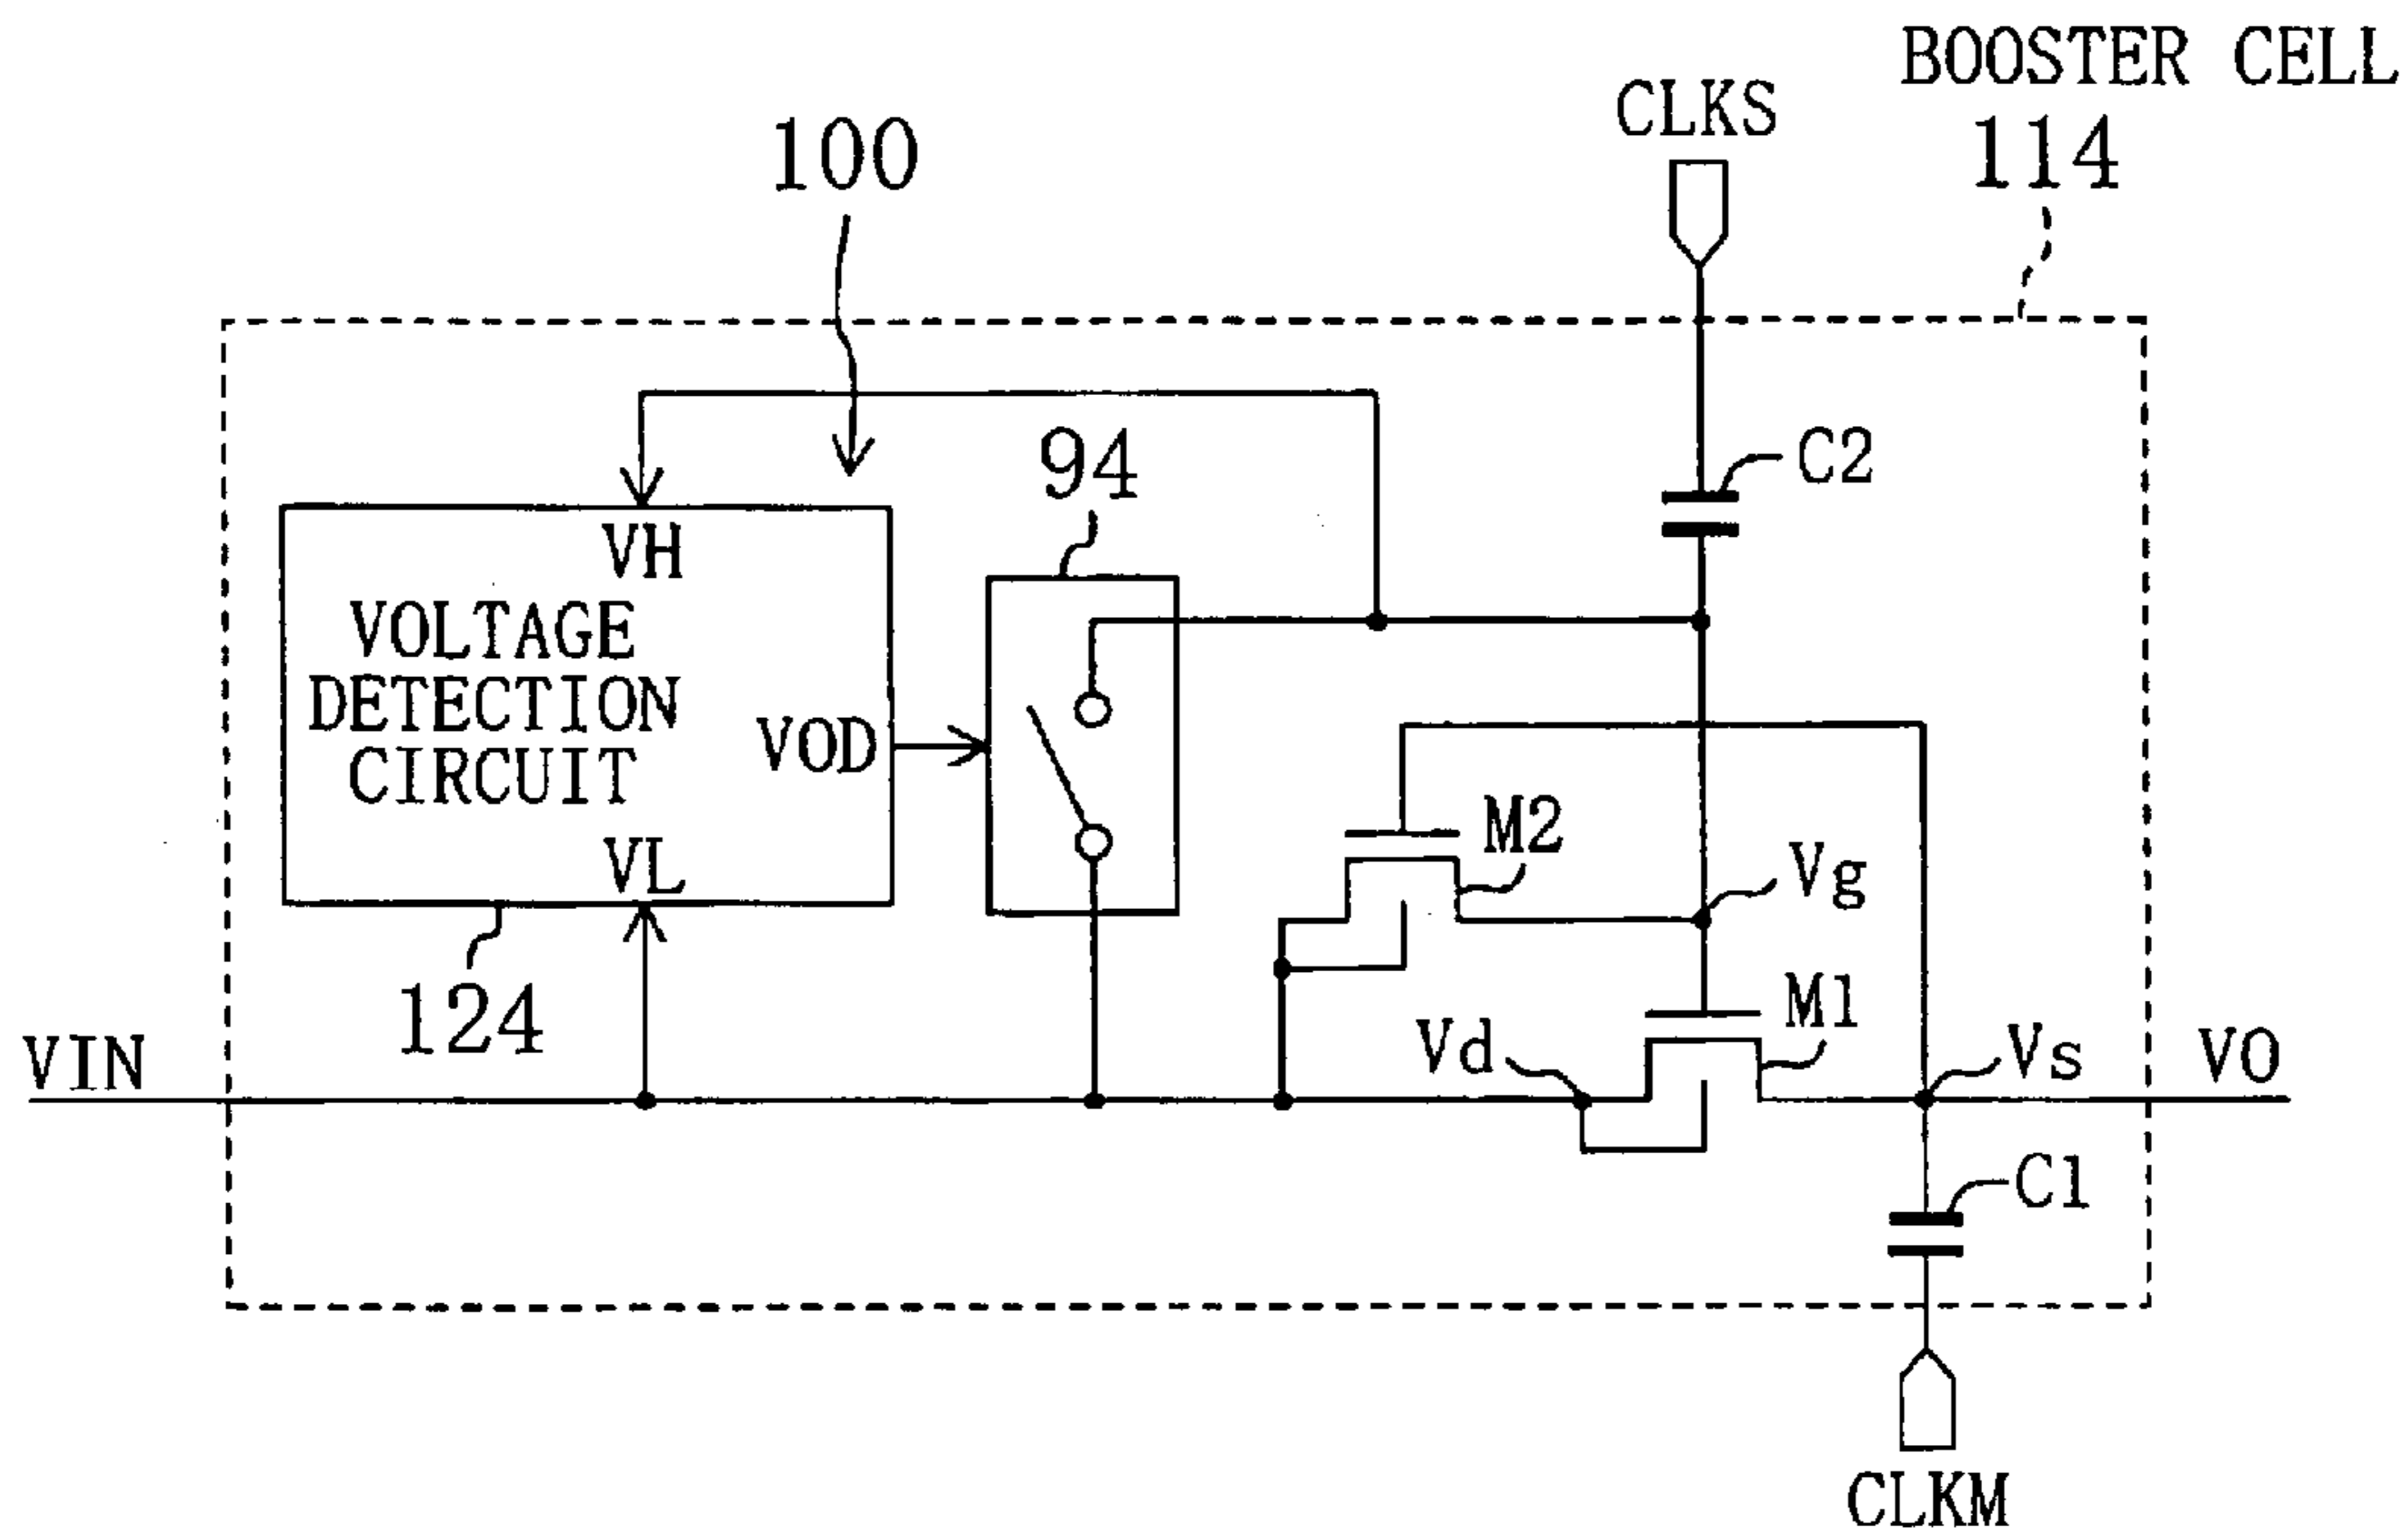 BOOSTER CELL
114
CLKS
100
C2
94
VH
VOLTAGE
DETECTION
CIRCUIT
VOD
VL
M2
Vg
124
M1
VIN
Vd
Vs
VO
C1
CLKM